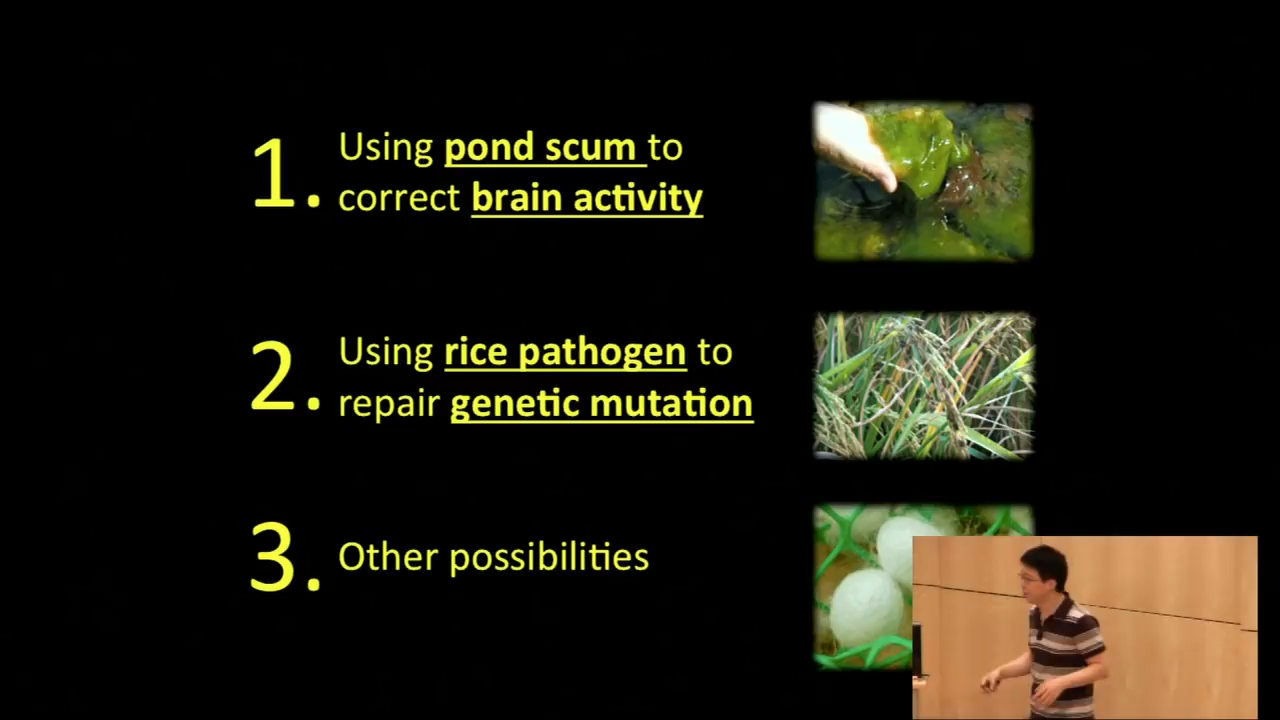 1. Using pond scum to
correct brain activity
2. Using rice pathogen to
repair genetic mutation
3. Other possibilities